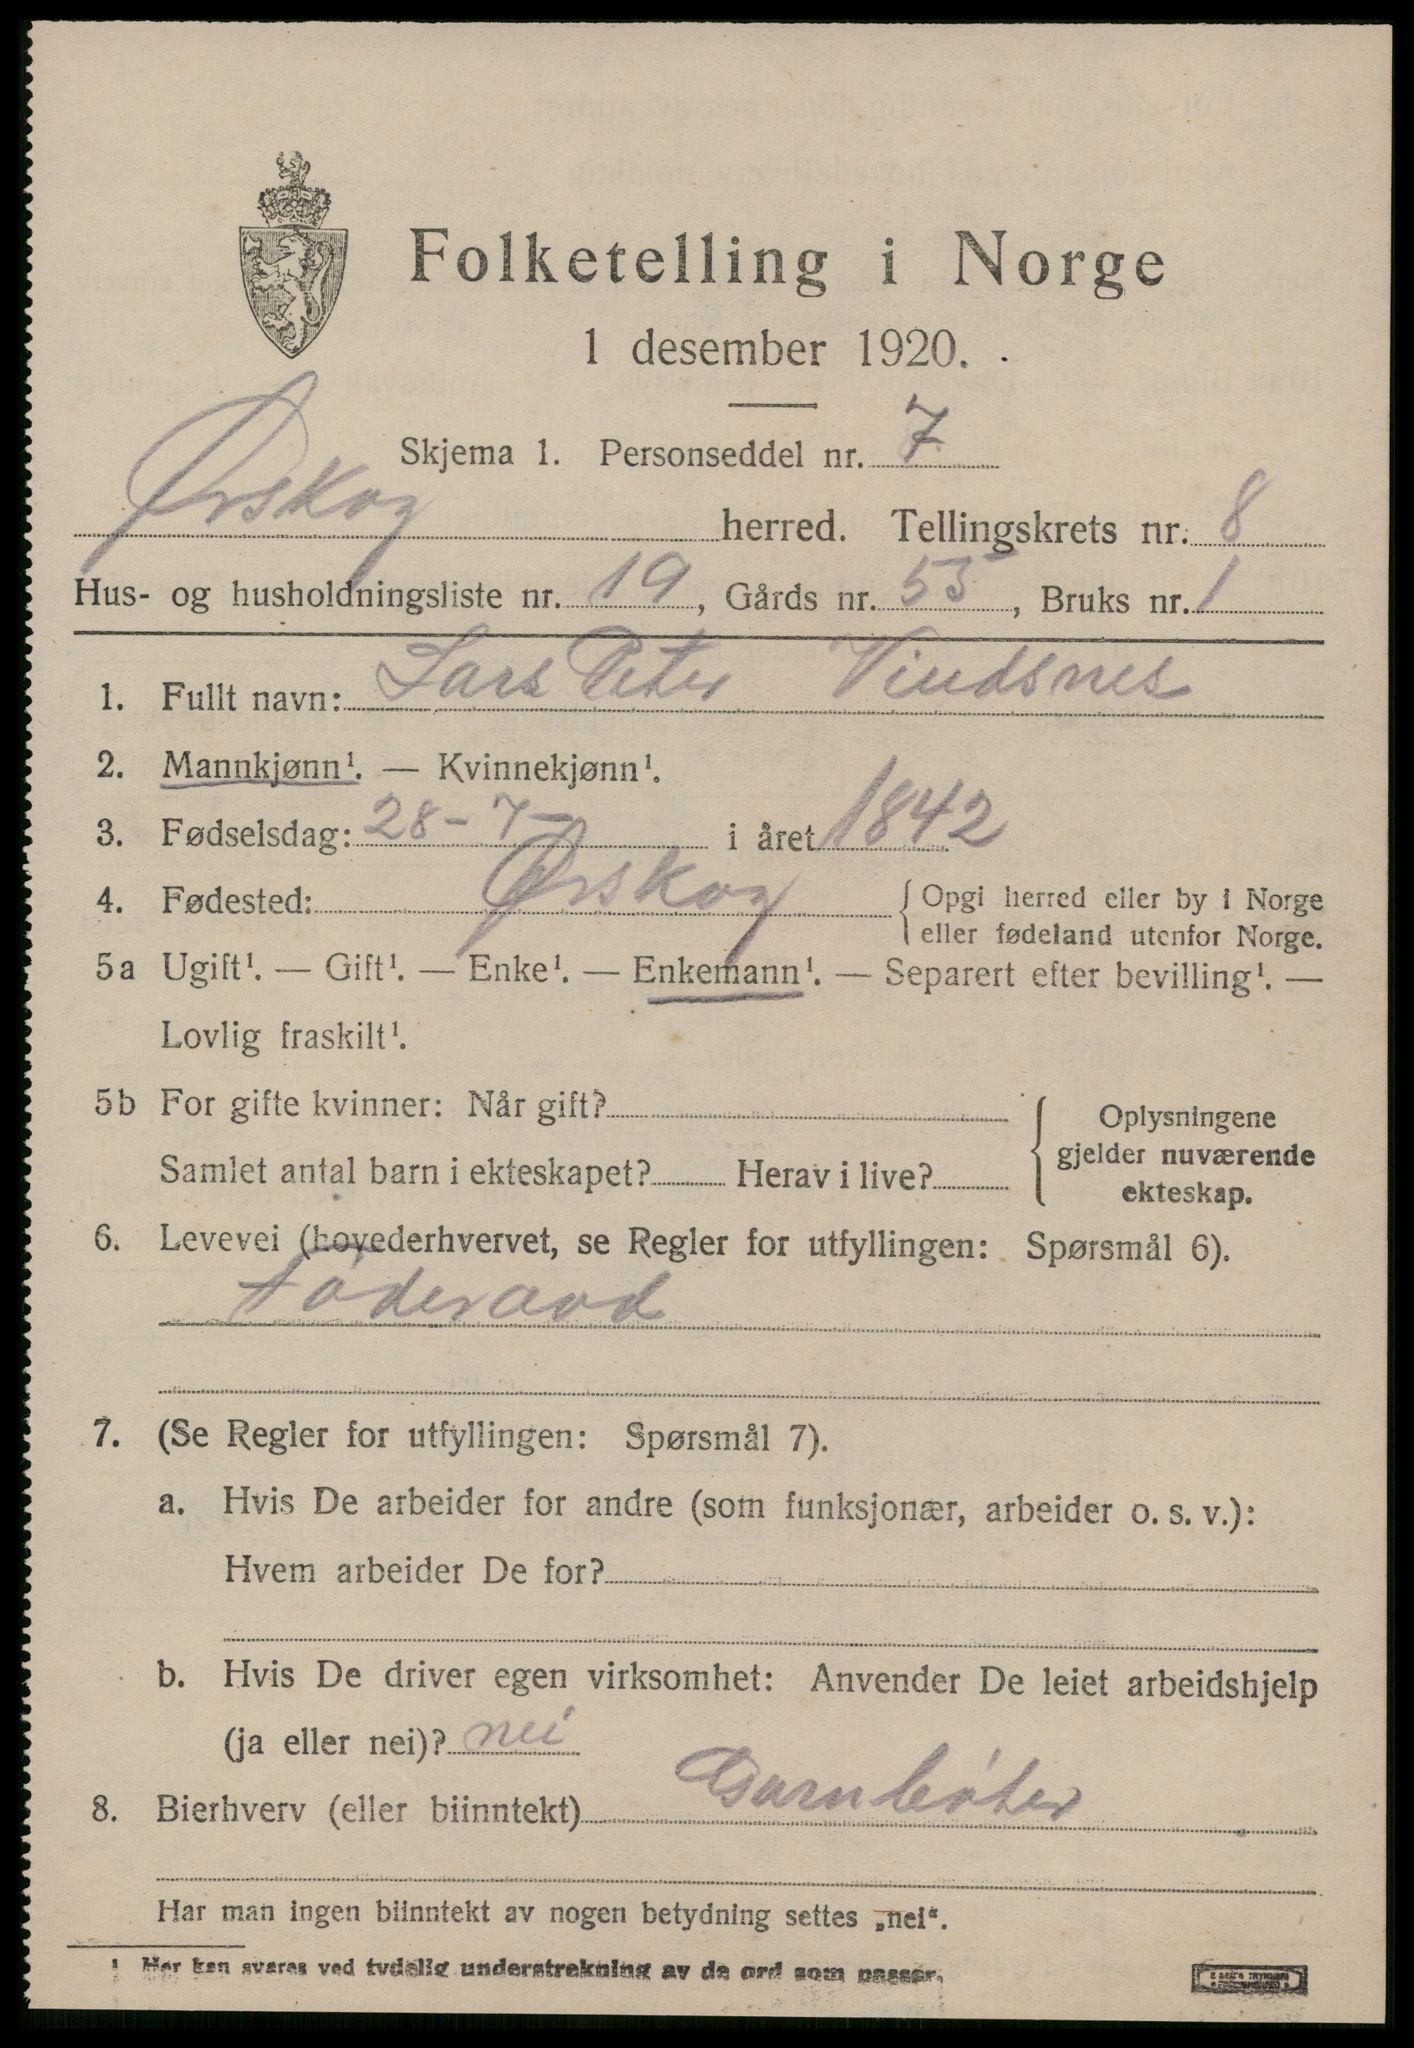 Folketelling i Norge
1 desember 1920.
Skjema 1. Personseddel nr. 7
Ørskog herred. Tellingskrets nr. 8
Hus- og husholdningsliste nr. 19, Gårds nr. 55, Bruks nr. 1
1. Fullt navn: Lars Peter Vindsnes
2. Mannkjønn¹. — Kvinnekjønn¹.
3. Fødselsdag: 28-7- i året 1842
4. Fødested: Ørskog { Opgi herred eller by i Norge
eller fødeland utenfor Norge.
5a Ugift¹. — Gift¹. — Enke¹. — Enkemann¹. — Separert efter bevilling¹. —
Lovlig fraskilt¹.
5b For gifte kvinner: Når gift?
Samlet antal barn i ekteskapet? Herav i live?
{ Oplysningene
gjelder nuværende
ekteskap.
6. Levevei (hovederhvervet, se Regler for utfyllingen: Spørsmål 6).
Føderaad
7. (Se Regler for utfyllingen: Spørsmål 7).
a. Hvis De arbeider for andre (som funksjonær, arbeider o. s. v.):
Hvem arbeider De for?
b. Hvis De driver egen virksomhet: Anvender De leiet arbeidshjelp
(ja eller nei)? nei
8. Bierhverv (eller biinntekt) Garnbøter
Har man ingen biinntekt av nogen betydning settes „nei“.
¹ Her kan svares ved tydelig understrekning av de ord som passer.